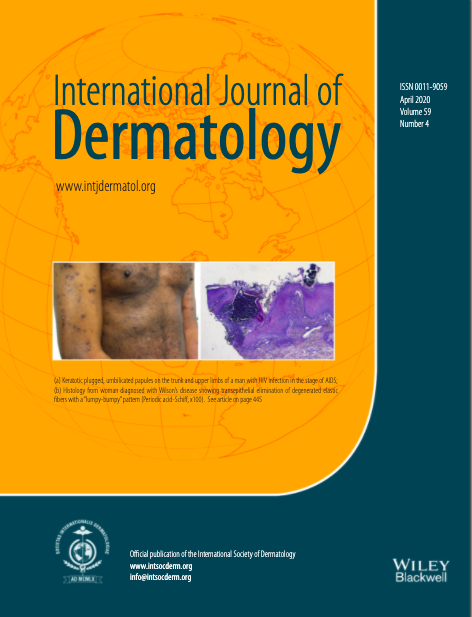 International Journal of
Dermatology
www.intjdermatol.org
ISSN 0011-9059
April 2020
Volume 59
Number 4
(a) Keratotic plugged, umbilicated papules on the trunk and upper limbs of a man with HIV infection in the stage of AIDS;
(b) Histology from woman diagnosed with Wilson's disease showing transepithelial elimination of degenerated elastic
fibers with a "lumpy-bumpy" pattern (Periodic acid-Schiff, x100). See article on page 445
SOCIETAS INTERNATIONALIS DERMATOLOGIAE
AD MCMLX
Official publication of the International Society of Dermatology
www.intsocderm.org
info@intsocderm.org
WILEY
Blackwell